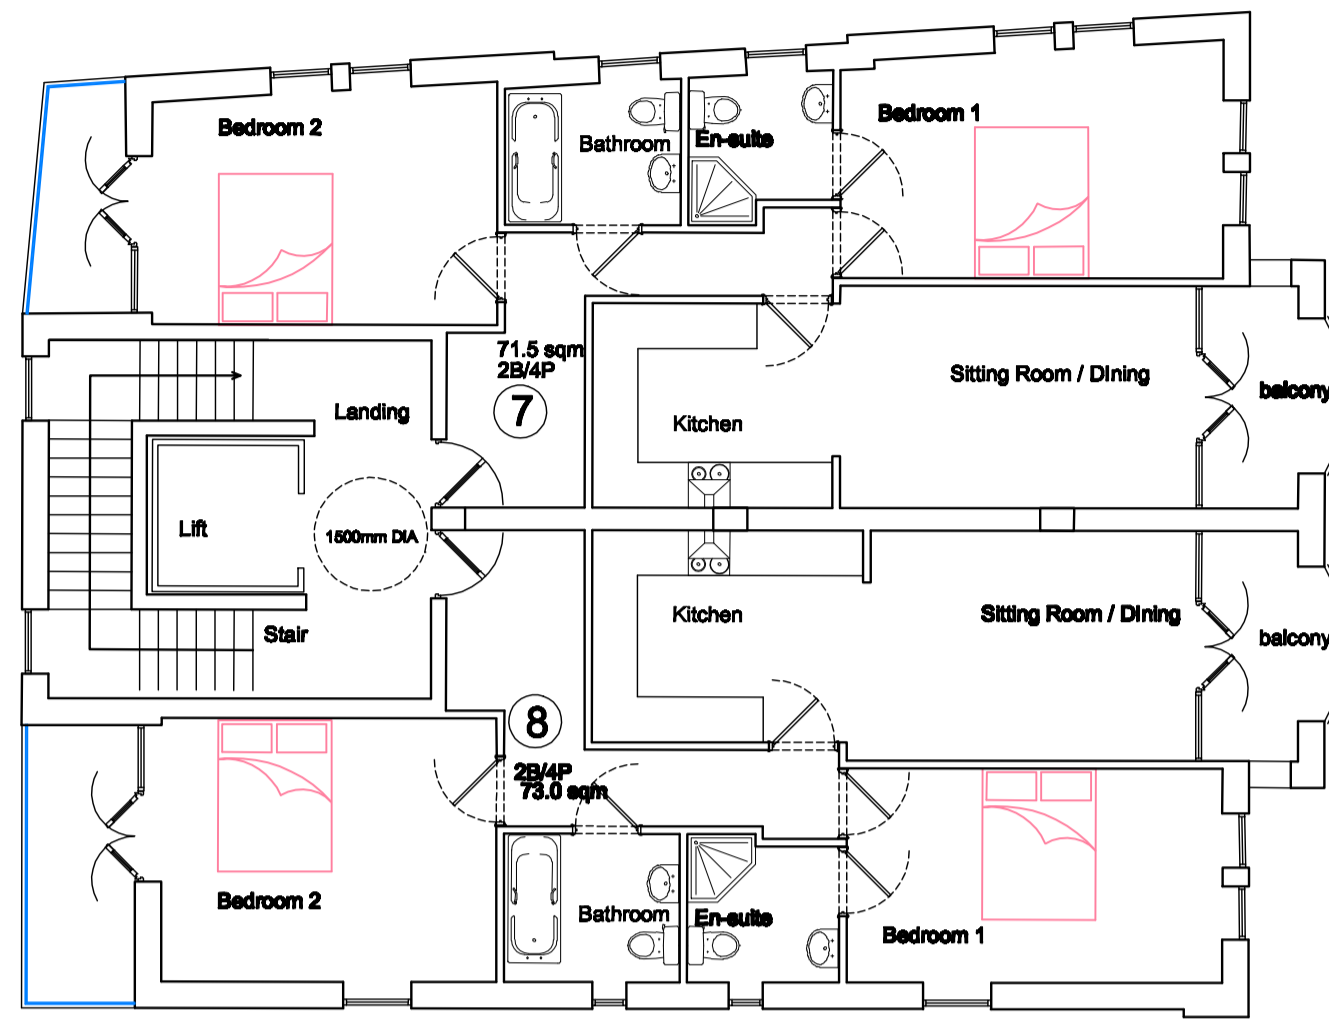 Bedroom 2
Bathroom
En-suite
Bedroom 1
71.5 sqm
2B/4P
7
Landing
Kitchen
Sitting Room / DIning
balcony
Lift
1500mm DIA
Stair
Kitchen
Sitting Room / DIning
balcony
8
2B/4P
73.0 sqm
Bedroom 2
Bathroom
En-suite
Bedroom 1